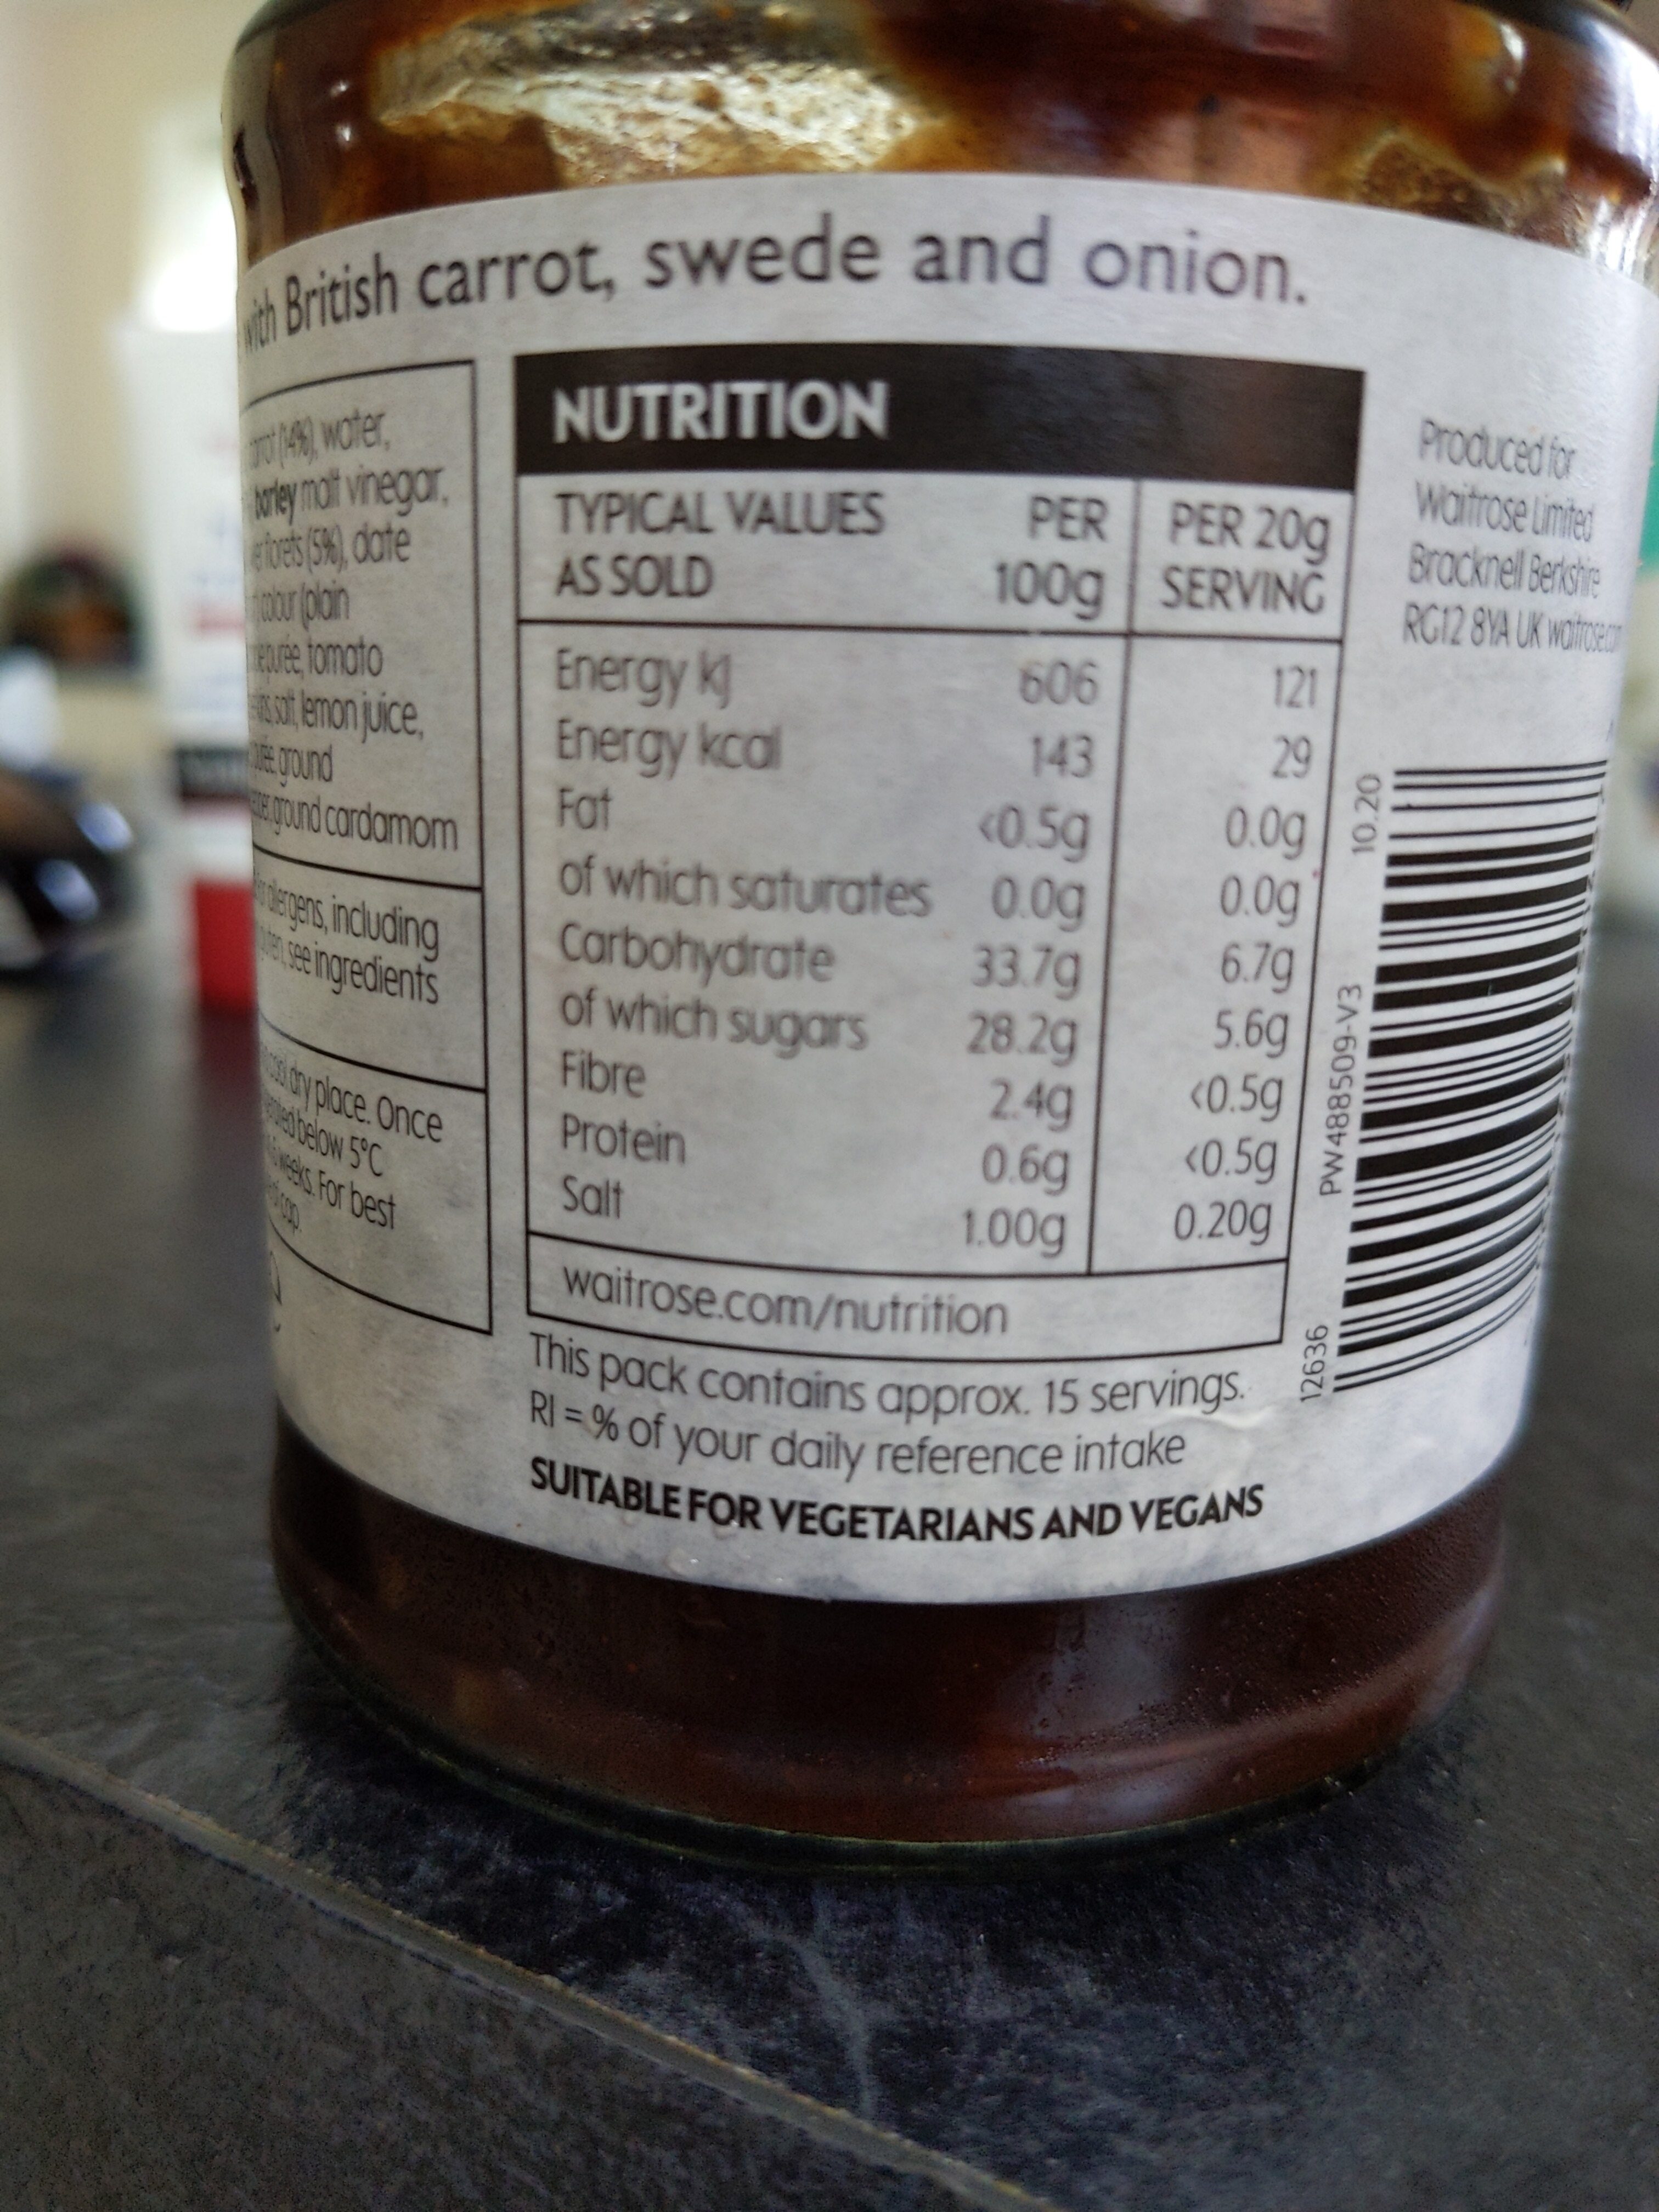 with British carrot, swede and onion.
(14%), water,
barley malt vinegar,
florets (5%), date
colour (plain
purée, tomato
salt, lemon juice,
ground
ground cardamom
allergens, including
see ingredients
dry place. Once
below 5°C
weeks. For best
cap
NUTRITION
TYPICAL VALUES AS SOLD PER 100g PER 20g SERVING
Energy kJ 606 121
Energy kcal 143 29
Fat <0.5g 0.0g
of which saturates 0.0g 0.0g
Carbohydrate 33.7g 6.7g
of which sugars 28.2g 5.6g
Fibre 2.4g <0.5g
Protein 0.6g <0.5g
Salt 1.00g 0.20g
waitrose.com/nutrition
This pack contains approx. 15 servings.
RI = % of your daily reference intake
SUITABLE FOR VEGETARIANS AND VEGANS
Produced for
Waitrose Limited
Bracknell Berkshire
RG12 8YA UK waitrose.com
12636 PW488509-V3 10.20